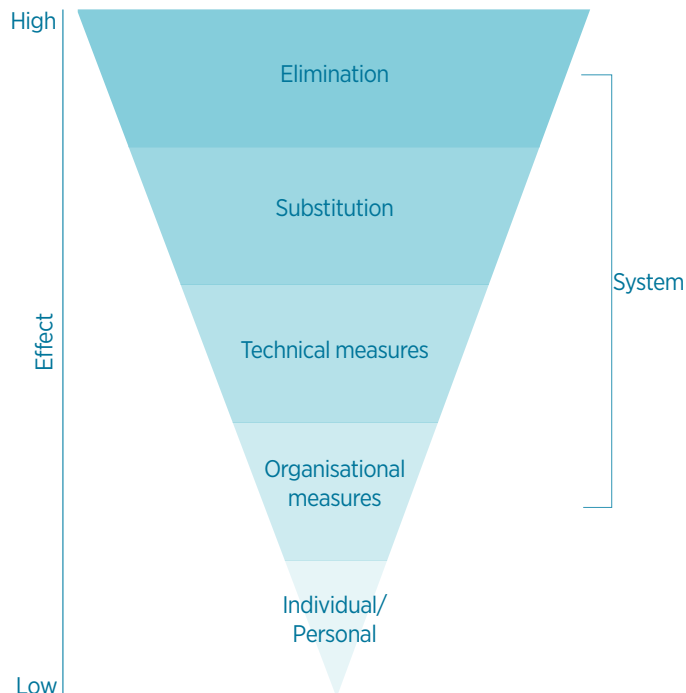 High
Elimination
Substitution
System
Effect
Technical measures
Organisational
measures
Individual/
Personal
Low